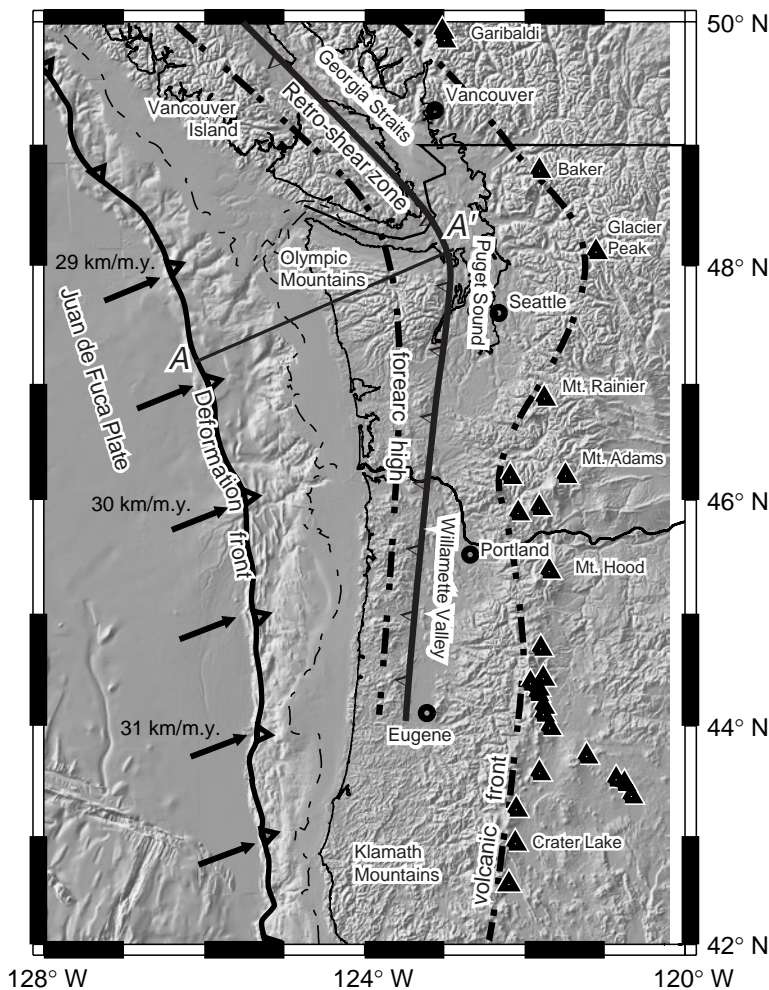 50° N
Garibaldi
Georgia Straits
Vancouver
Vancouver
Island
Retro-shear zone
Baker
Glacier
Peak
A'
29 km/m.y.
48° N
Olympic
Mountains
Puget Sound
Seattle
Juan de Fuca Plate
A
forearc high
Mt. Rainier
Deformation front
Mt. Adams
46° N
30 km/m.y.
Willamette Valley
Portland
Mt. Hood
31 km/m.y.
44° N
Eugene
volcanic front
Crater Lake
Klamath
Mountains
42° N
128° W
124° W
120° W